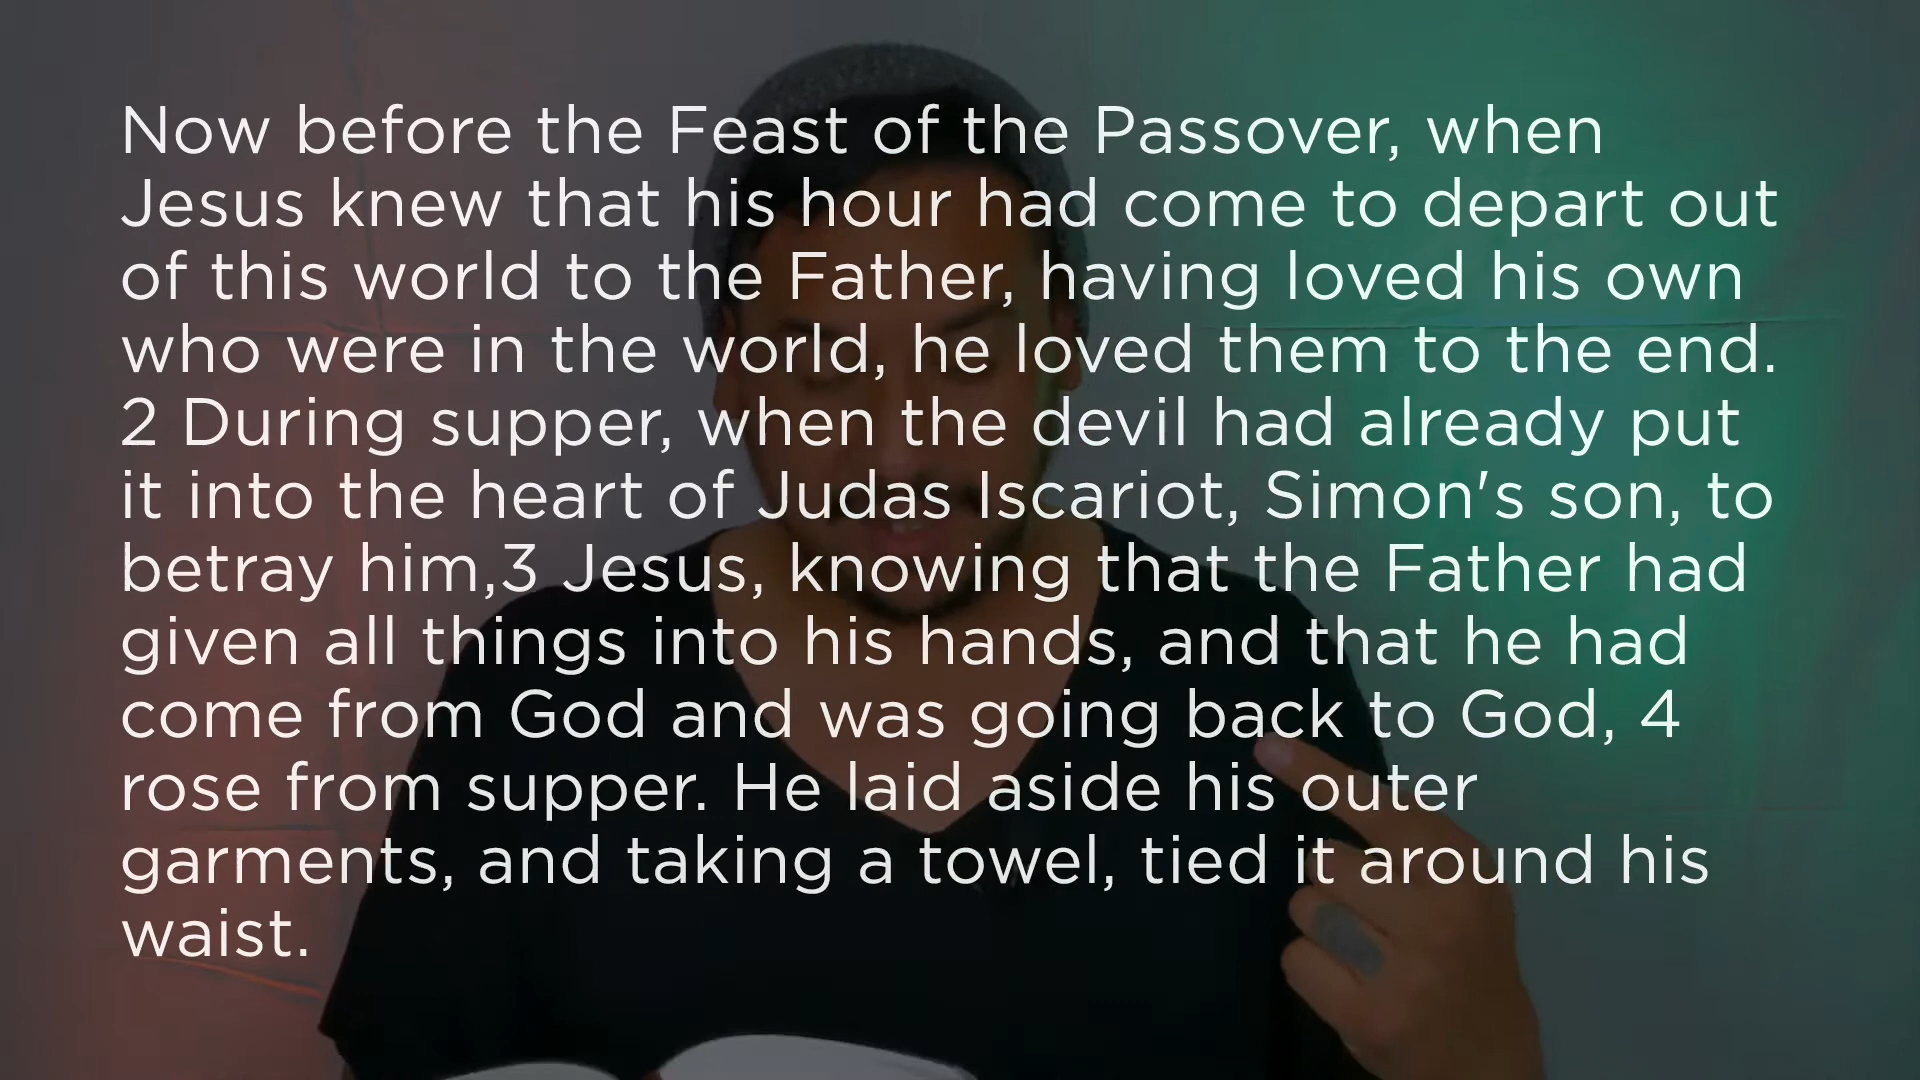 Now before the Feast of the Passover, when
Jesus knew that his hour had come to depart out
of this world to the Father, having loved his own
who were in the world, he loved them to the end.
2 During supper, when the devil had already put
it into the heart of Judas Iscariot, Simon's son, to
betray him,3 Jesus, knowing that the Father had
given all things into his hands, and that he had
come from God and was going back to God, 4
rose from supper. He laid aside his outer
garments, and taking a towel, tied it around his
waist.